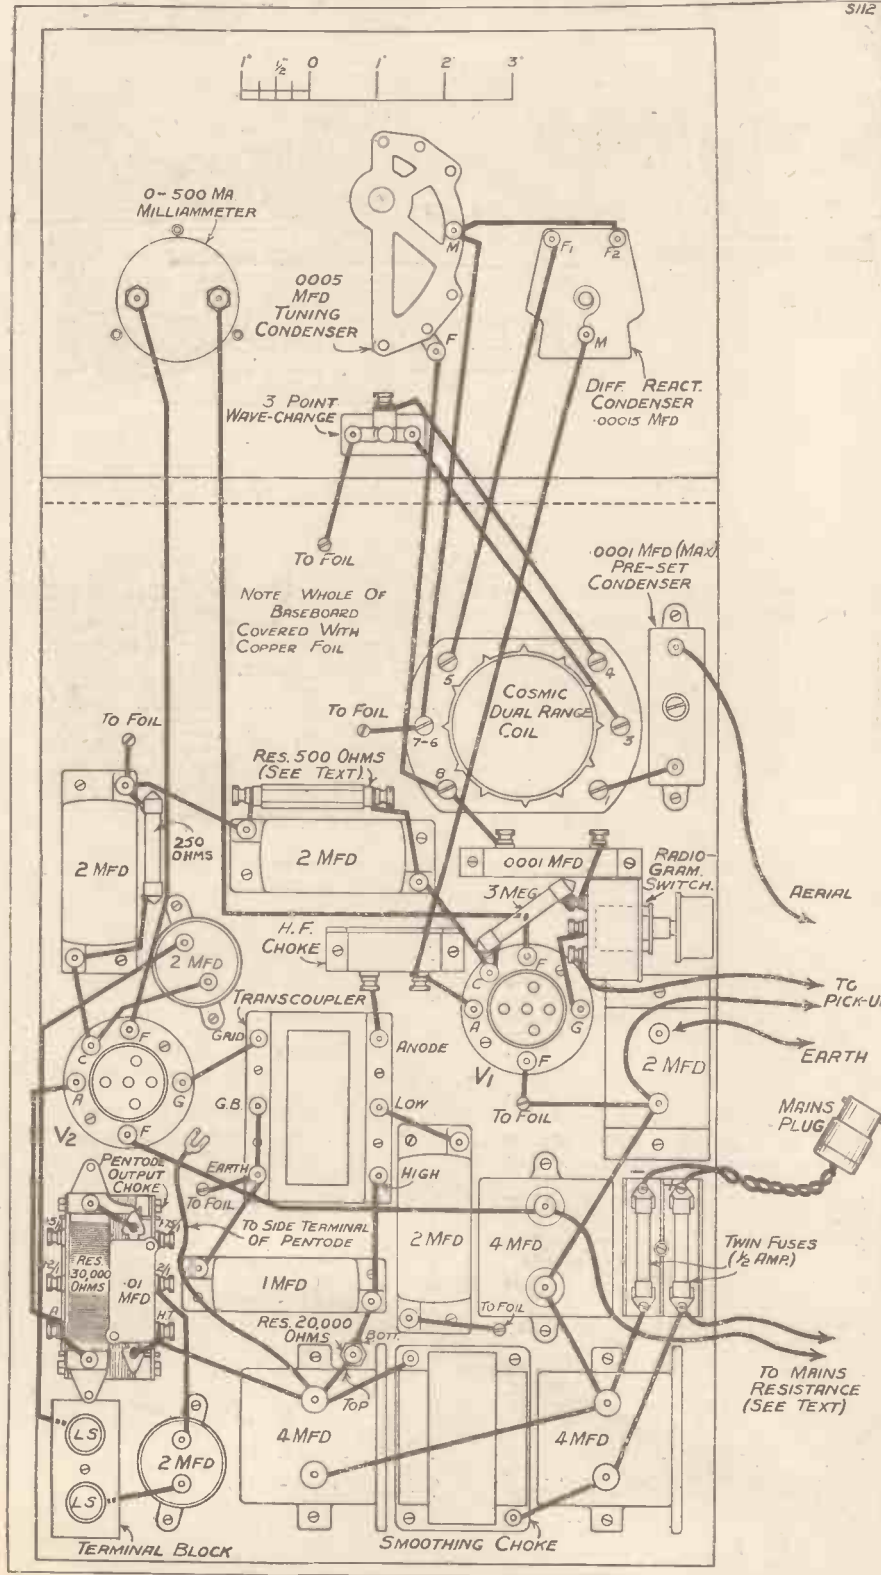 S112
1" ½" 0 1" 2" 3"
0-500 MA
MILLIAMMETER
.0005
MFD
TUNING
CONDENSER
M
F
F1
F2
M
DIFF. REACT.
CONDENSER
.00015 MFD
3 POINT
WAVE-CHANGE
TO FOIL
NOTE WHOLE OF
BASEBOARD
COVERED WITH
COPPER FOIL
.0001 MFD (MAX)
PRE-SET
CONDENSER
5
4
COSMIC
DUAL RANGE
COIL
7-6
3
8
TO FOIL
TO FOIL
RES. 500 OHMS
(SEE TEXT)
250
OHMS
2 MFD
2 MFD
.0001 MFD
RADIO-
GRAM.
SWITCH.
3 MEG
AERIAL
H.F.
CHOKE
2 MFD
TRANSCOUPLER
GRID
ANODE
G.B.
LOW
EARTH
HIGH
C
F
A
G
F
V1
TO
PICK-UP
EARTH
2 MFD
TO FOIL
MAINS
PLUG
F
C
A
G
F
V2
PENTODE
OUTPUT
CHOKE
TO FOIL
TO SIDE TERMINAL
OF PENTODE
2 MFD
4 MFD
TWIN FUSES
(½ AMP.)
RES.
30,000
OHMS
.01
MFD
2/1
A
H.T
1 MFD
TO FOIL
RES. 20,000
OHMS
BOTT.
TOP
TO MAINS
RESISTANCE
(SEE TEXT)
LS
LS
2 MFD
4 MFD
4 MFD
TERMINAL BLOCK
SMOOTHING CHOKE